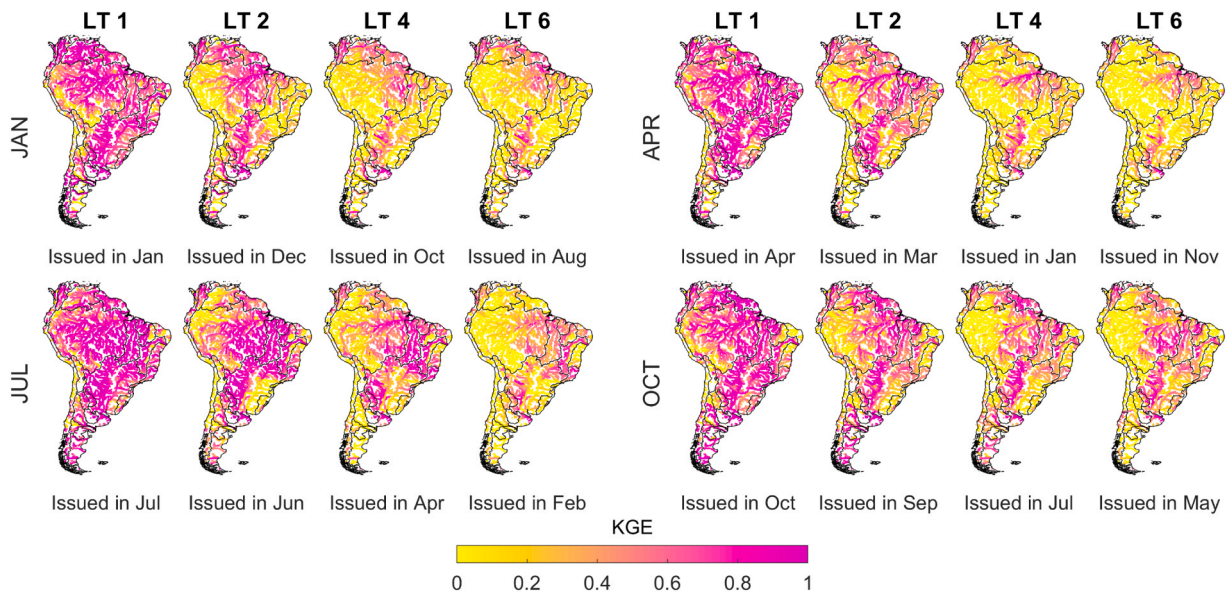 LT 1 LT 2 LT 4 LT 6 LT 1 LT 2 LT 4 LT 6
JAN
APR
Issued in Jan Issued in Dec Issued in Oct Issued in Aug Issued in Apr Issued in Mar Issued in Jan Issued in Nov
JUL
OCT
Issued in Jul Issued in Jun Issued in Apr Issued in Feb Issued in Oct Issued in Sep Issued in Jul Issued in May
KGE
0 0.2 0.4 0.6 0.8 1